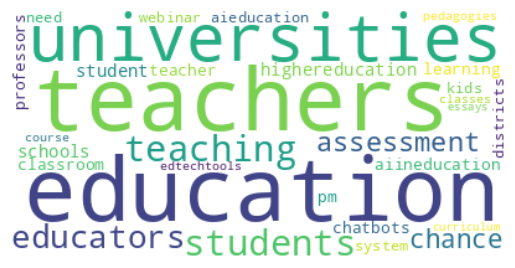 need webinar aieducation pedagogies
professors universities
student teacher highereducation learning
teachers kids
classes
essays
districts
course teaching assessment
schools
classroom edtechtools aiineducation
education pm
chatbots curriculum
educators students system chance